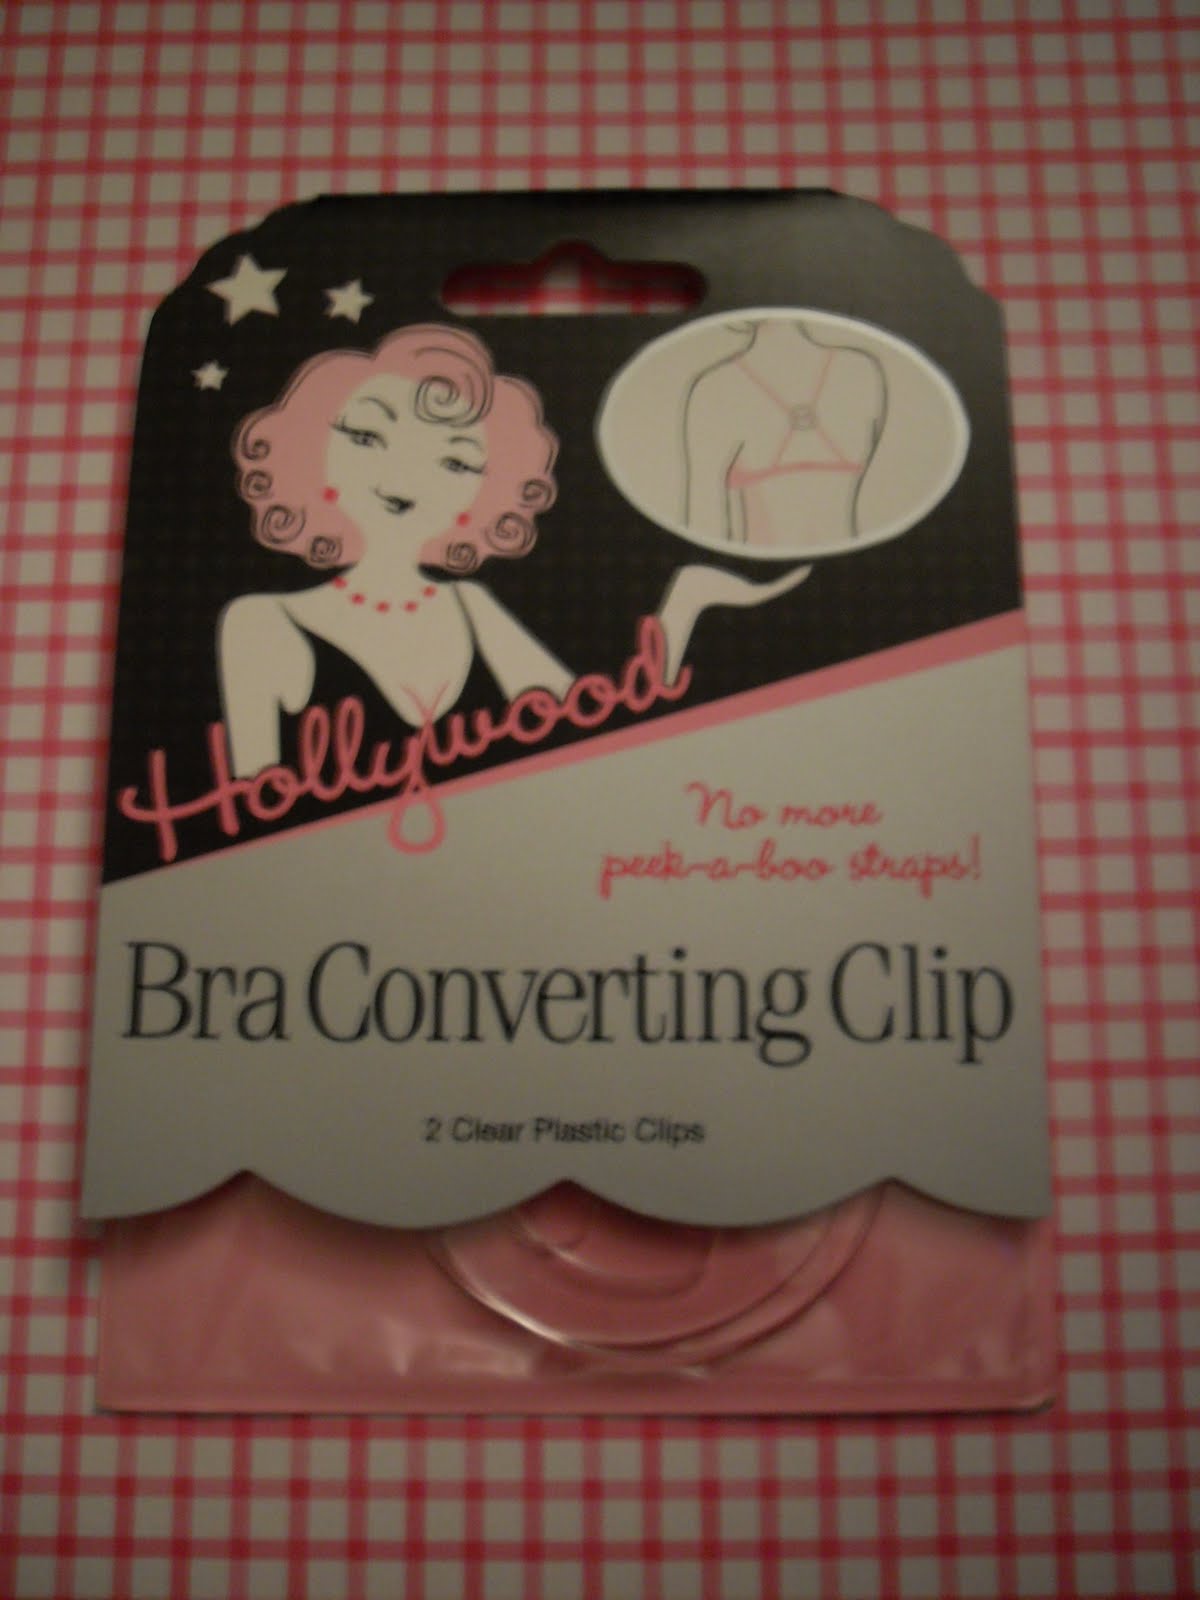 Hollywood
No more
peek-a-boo straps!
Bra Converting Clip
2 Clear Plastic Clips